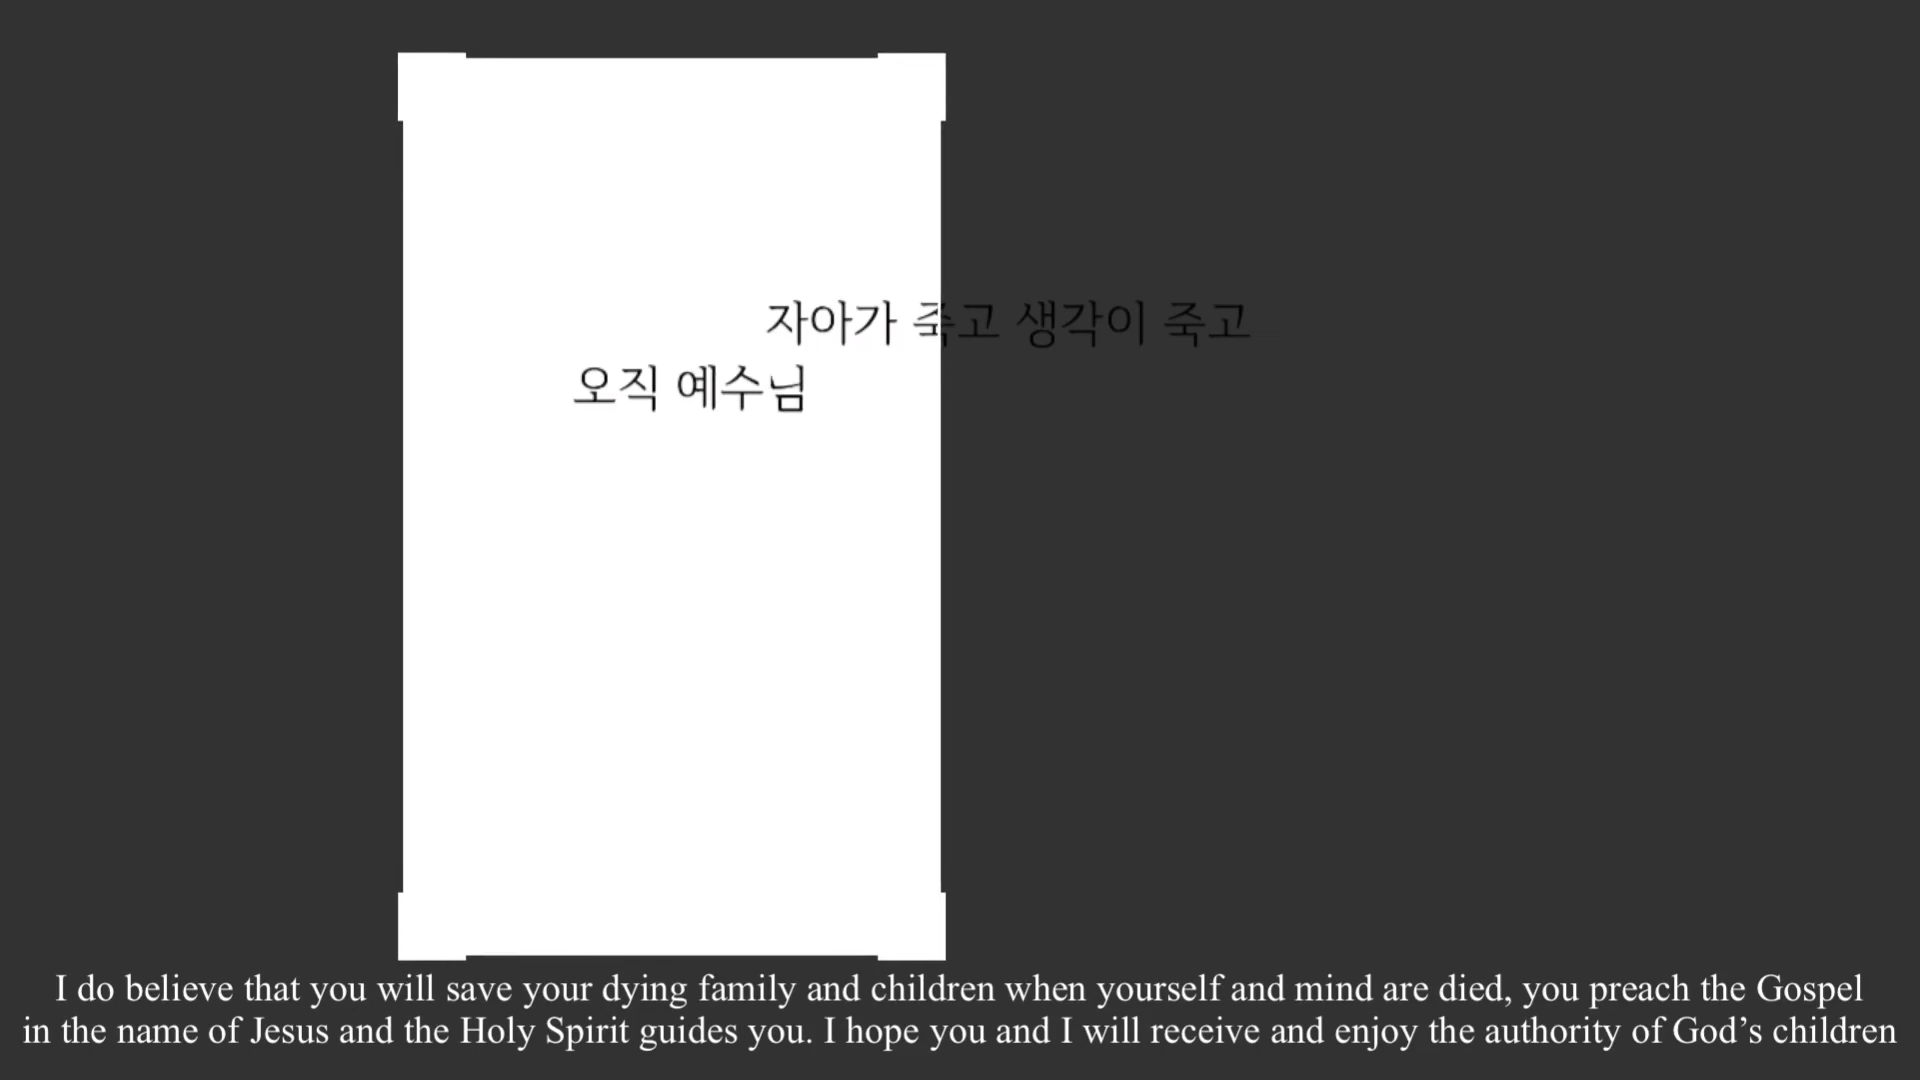 자아가 죽고 생각이 죽고
오직 예수님
I do believe that you will save your dying family and children when yourself and mind are died, you preach the Gospel
in the name of Jesus and the Holy Spirit guides you. I hope you and I will receive and enjoy the authority of God’s children